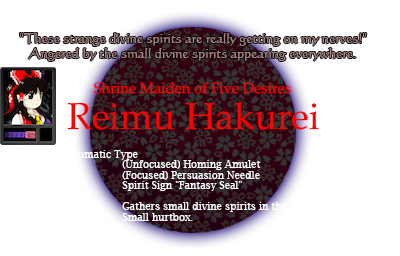 "These strange divine spirits are really getting on my nerves!"
Angered by the small divine spirits appearing everywhere.
Shrine Maiden of Five Desires
Reimu Hakurei
omatic Type
(Unfocused) Homing Amulet
(Focused) Persuasion Needle
Spirit Sign "Fantasy Seal"
Gathers small divine spirits in the
Small hurtbox.